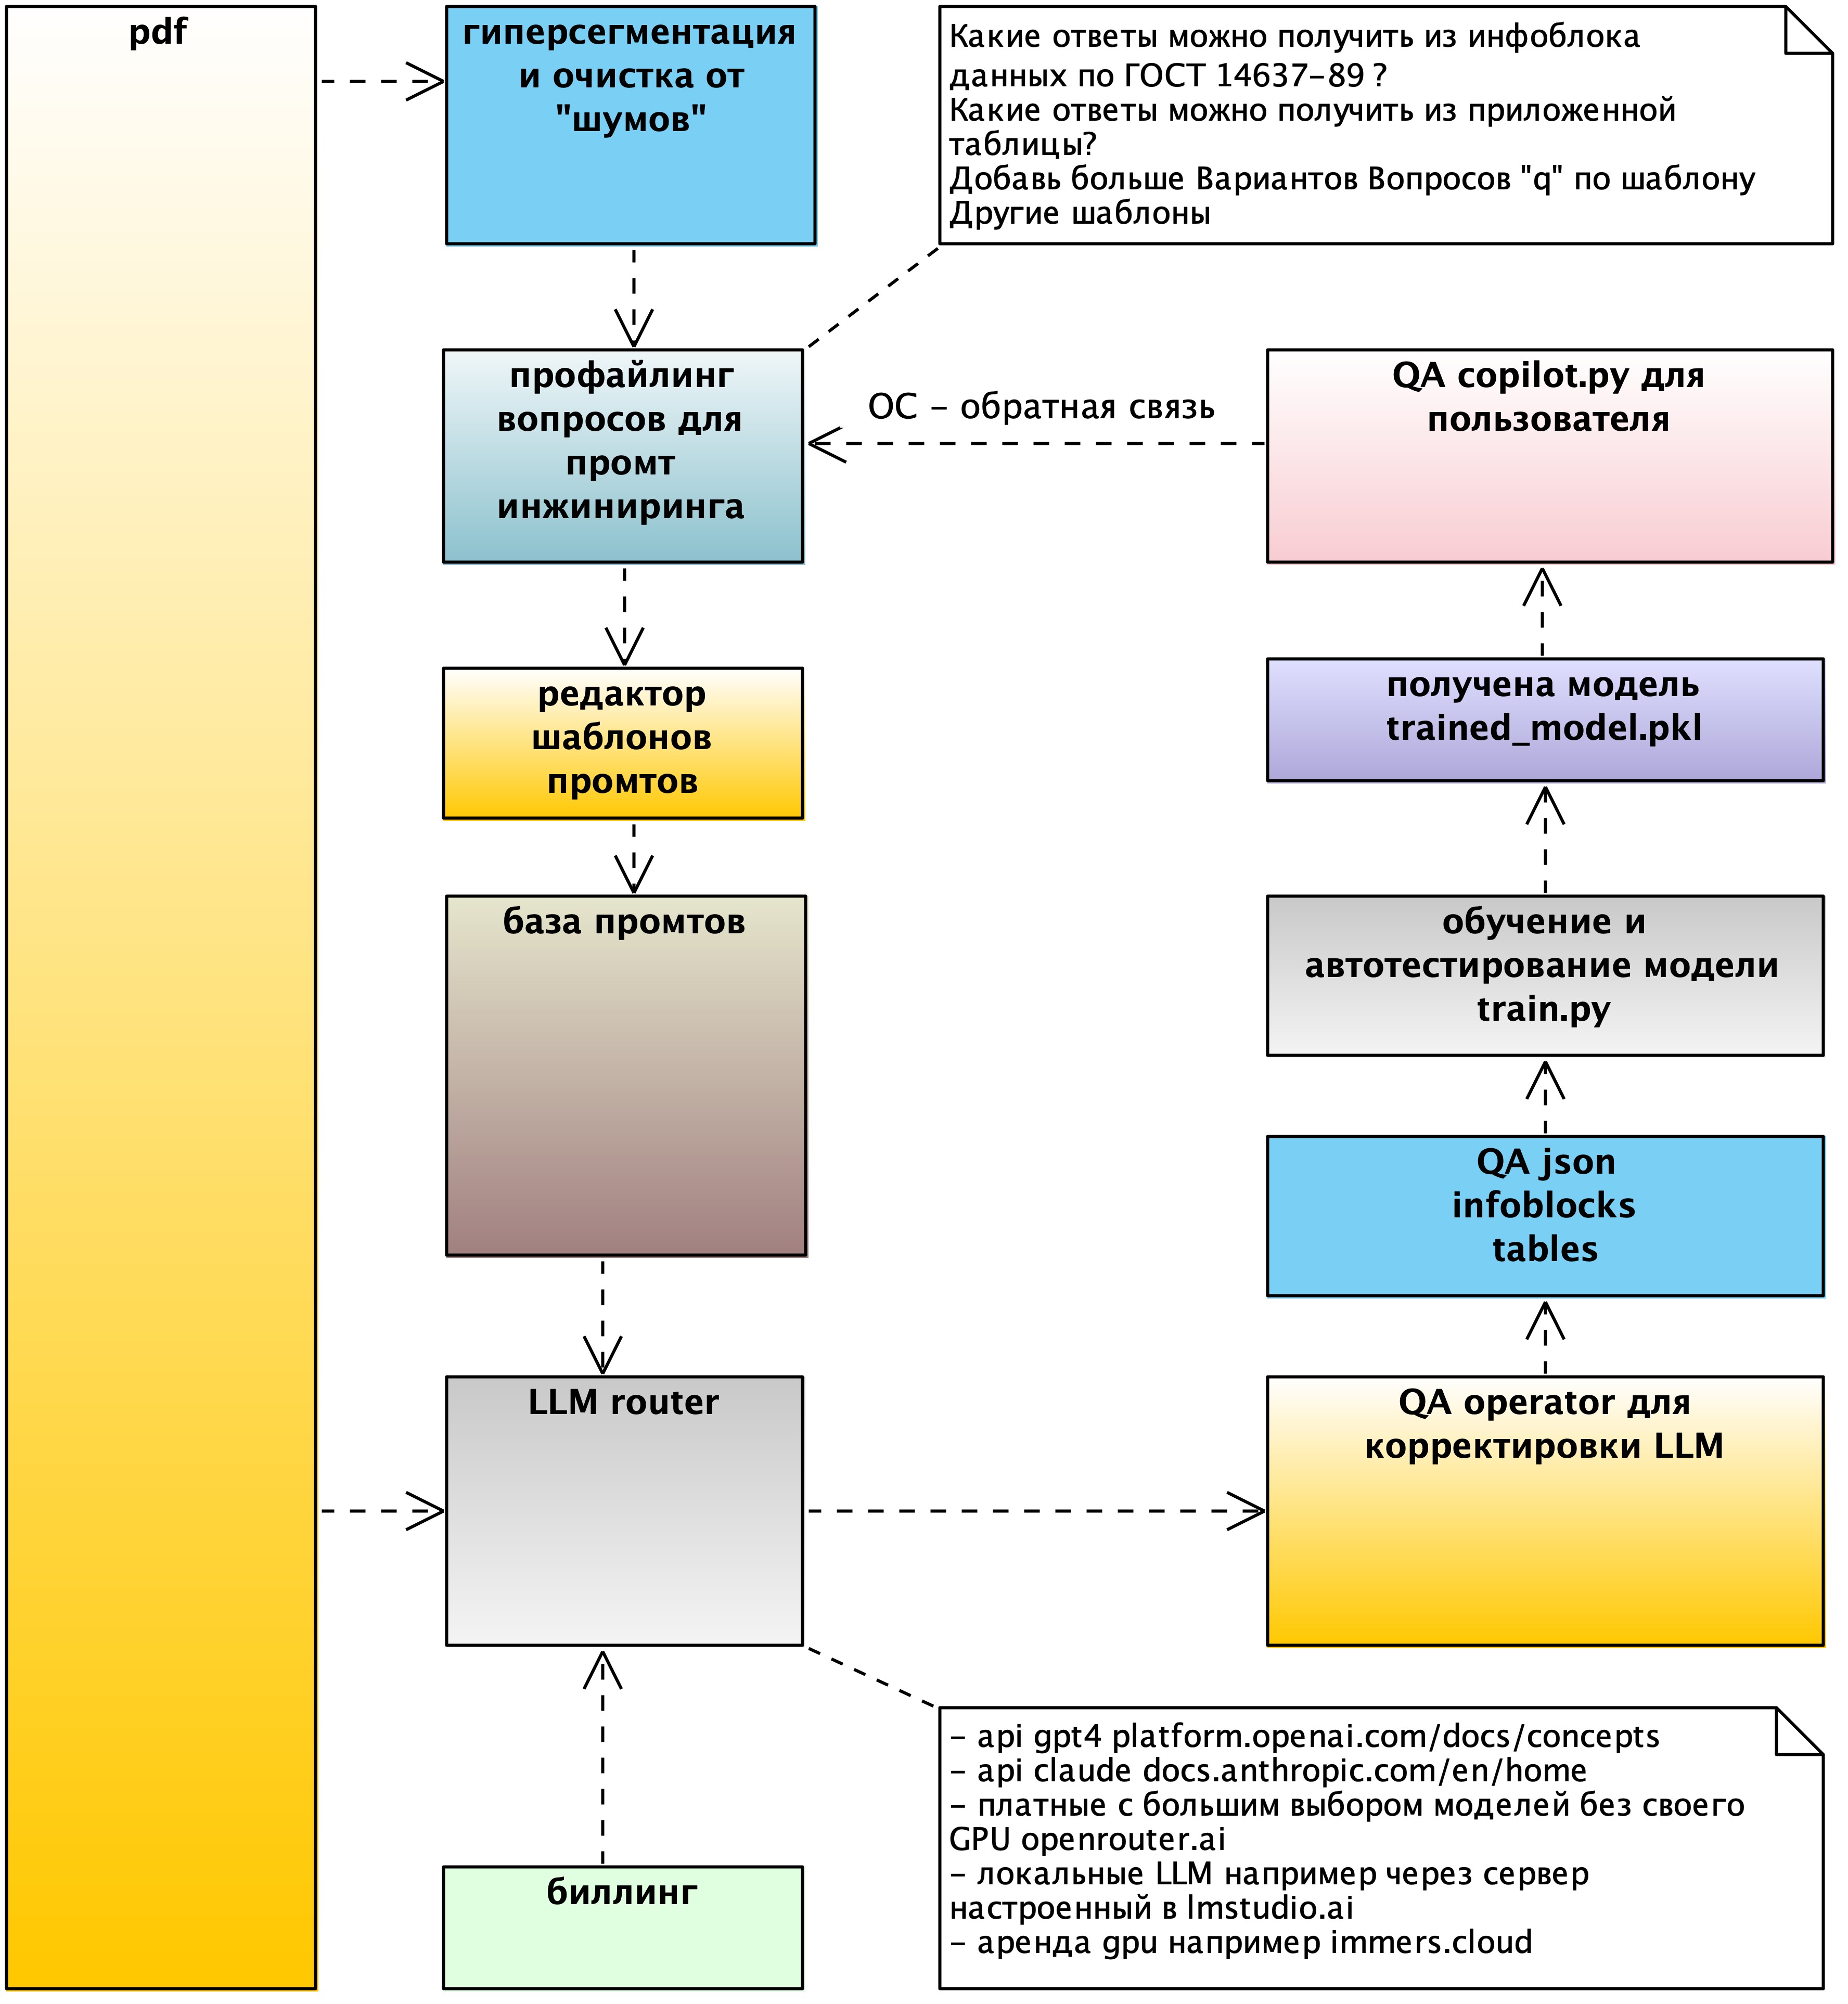 pdf
гиперсегментация
и очистка от
"шумов"
Какие ответы можно получить из инфоблока
данных по ГОСТ 14637-89 ?
Какие ответы можно получить из приложенной
таблицы?
Добавь больше Вариантов Вопросов "q" по шаблону
Другие шаблоны
профайлинг
вопросов для
промт
инжиниринга
ОС - обратная связь
QA copilot.py для
пользователя
редактор
шаблонов
промтов
получена модель
trained_model.pkl
база промтов
обучение и
автотестирование модели
train.py
QA json
infoblocks
tables
LLM router
QA operator для
корректировки LLM
- api gpt4 platform.openai.com/docs/concepts
- api claude docs.anthropic.com/en/home
- платные с большим выбором моделей без своего
GPU openrouter.ai
- локальные LLM например через сервер
настроенный в lmstudio.ai
- аренда gpu например immers.cloud
биллинг